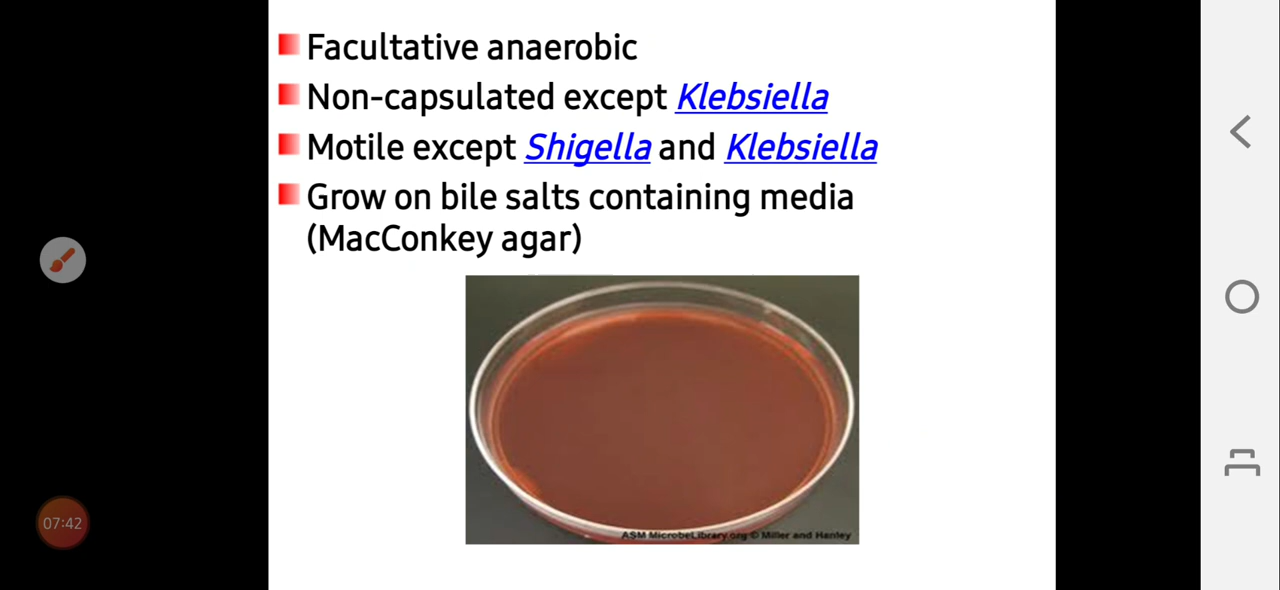 Facultative anaerobic
Non-capsulated except Klebsiella
Motile except Shigella and Klebsiella
Grow on bile salts containing media
(MacConkey agar)
ASM MicrobeLibrary.org © Miller and Hanley
07:42